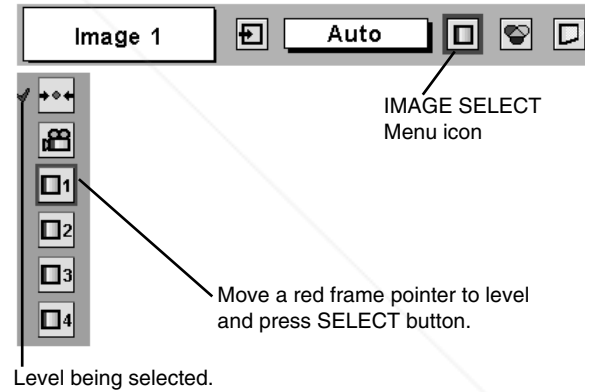 Image 1
Auto
IMAGE SELECT
Menu icon
1
2
3
4
Move a red frame pointer to level
and press SELECT button.
Level being selected.